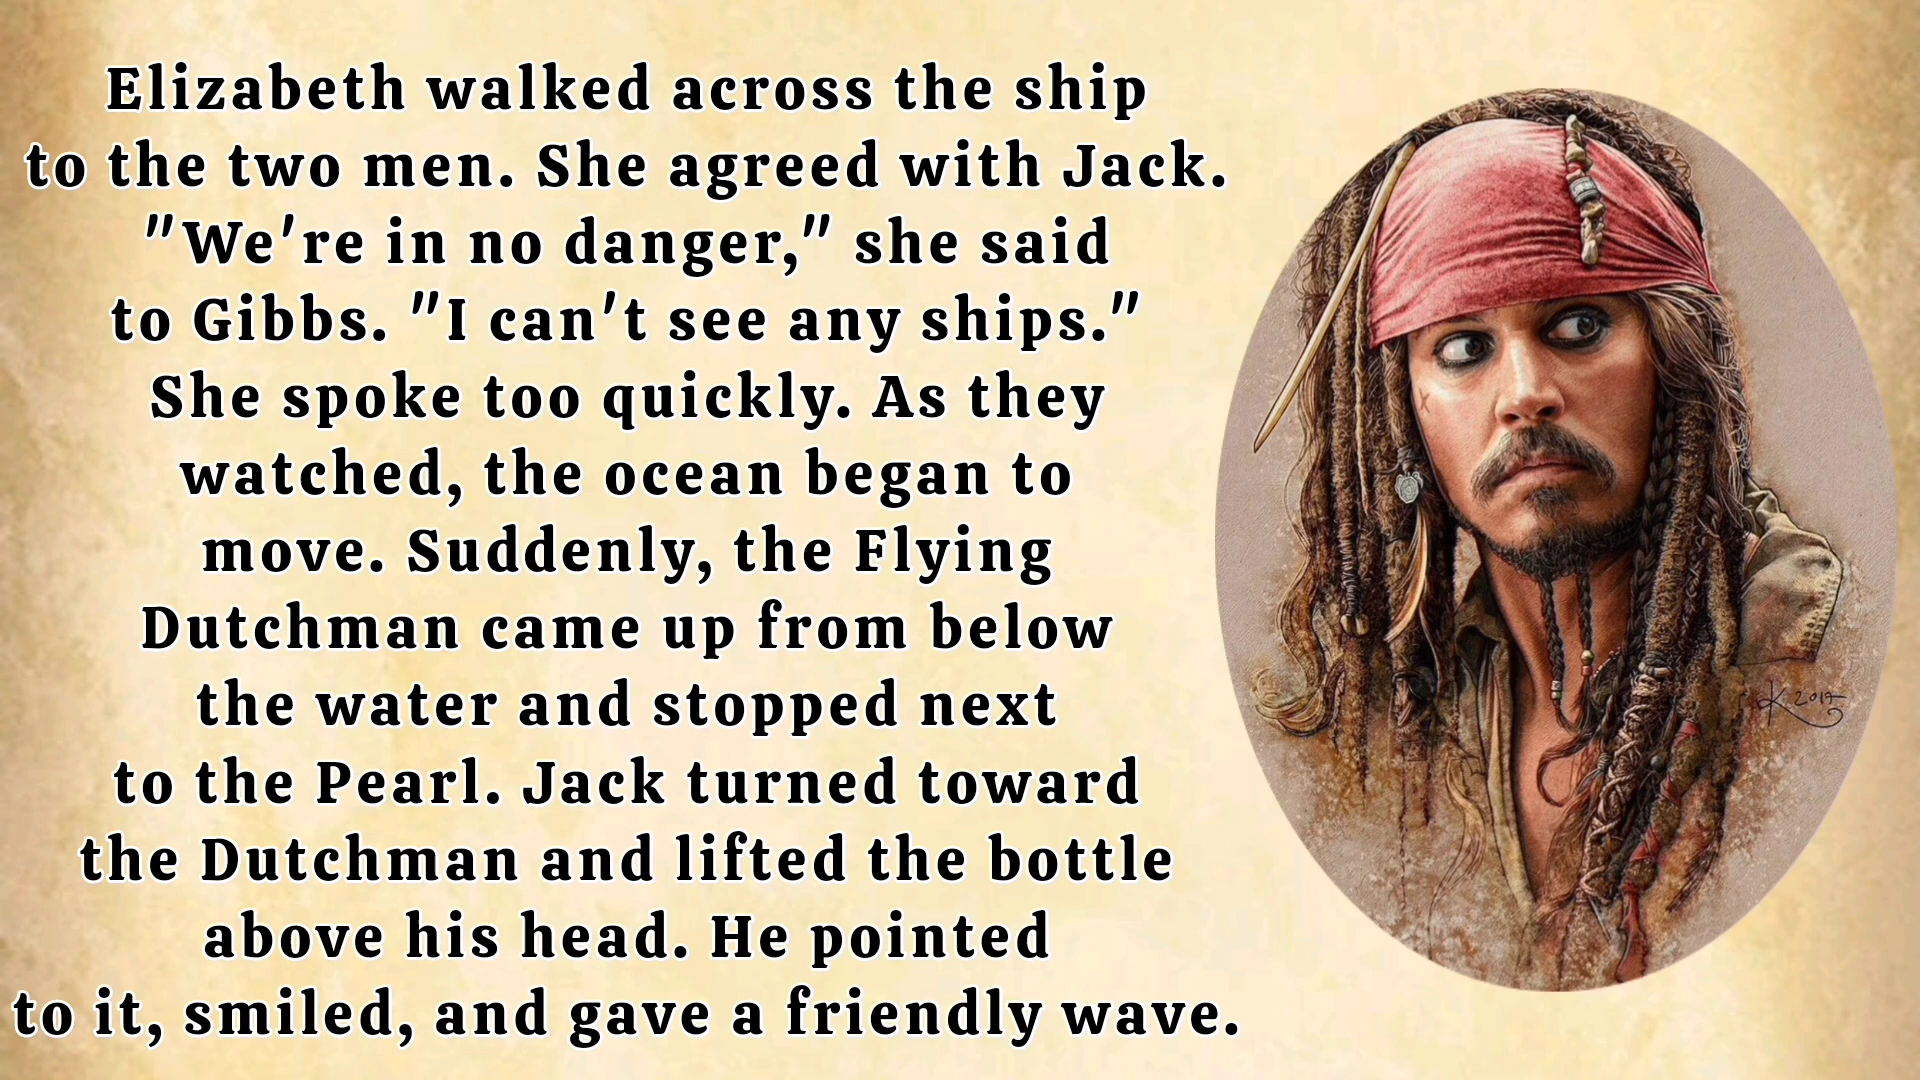 Elizabeth walked across the ship
to the two men. She agreed with Jack.
"We're in no danger," she said
to Gibbs. "I can't see any ships."
She spoke too quickly. As they
watched, the ocean began to
move. Suddenly, the Flying
Dutchman came up from below
the water and stopped next
to the Pearl. Jack turned toward
the Dutchman and lifted the bottle
above his head. He pointed
to it, smiled, and gave a friendly wave.
K 2017